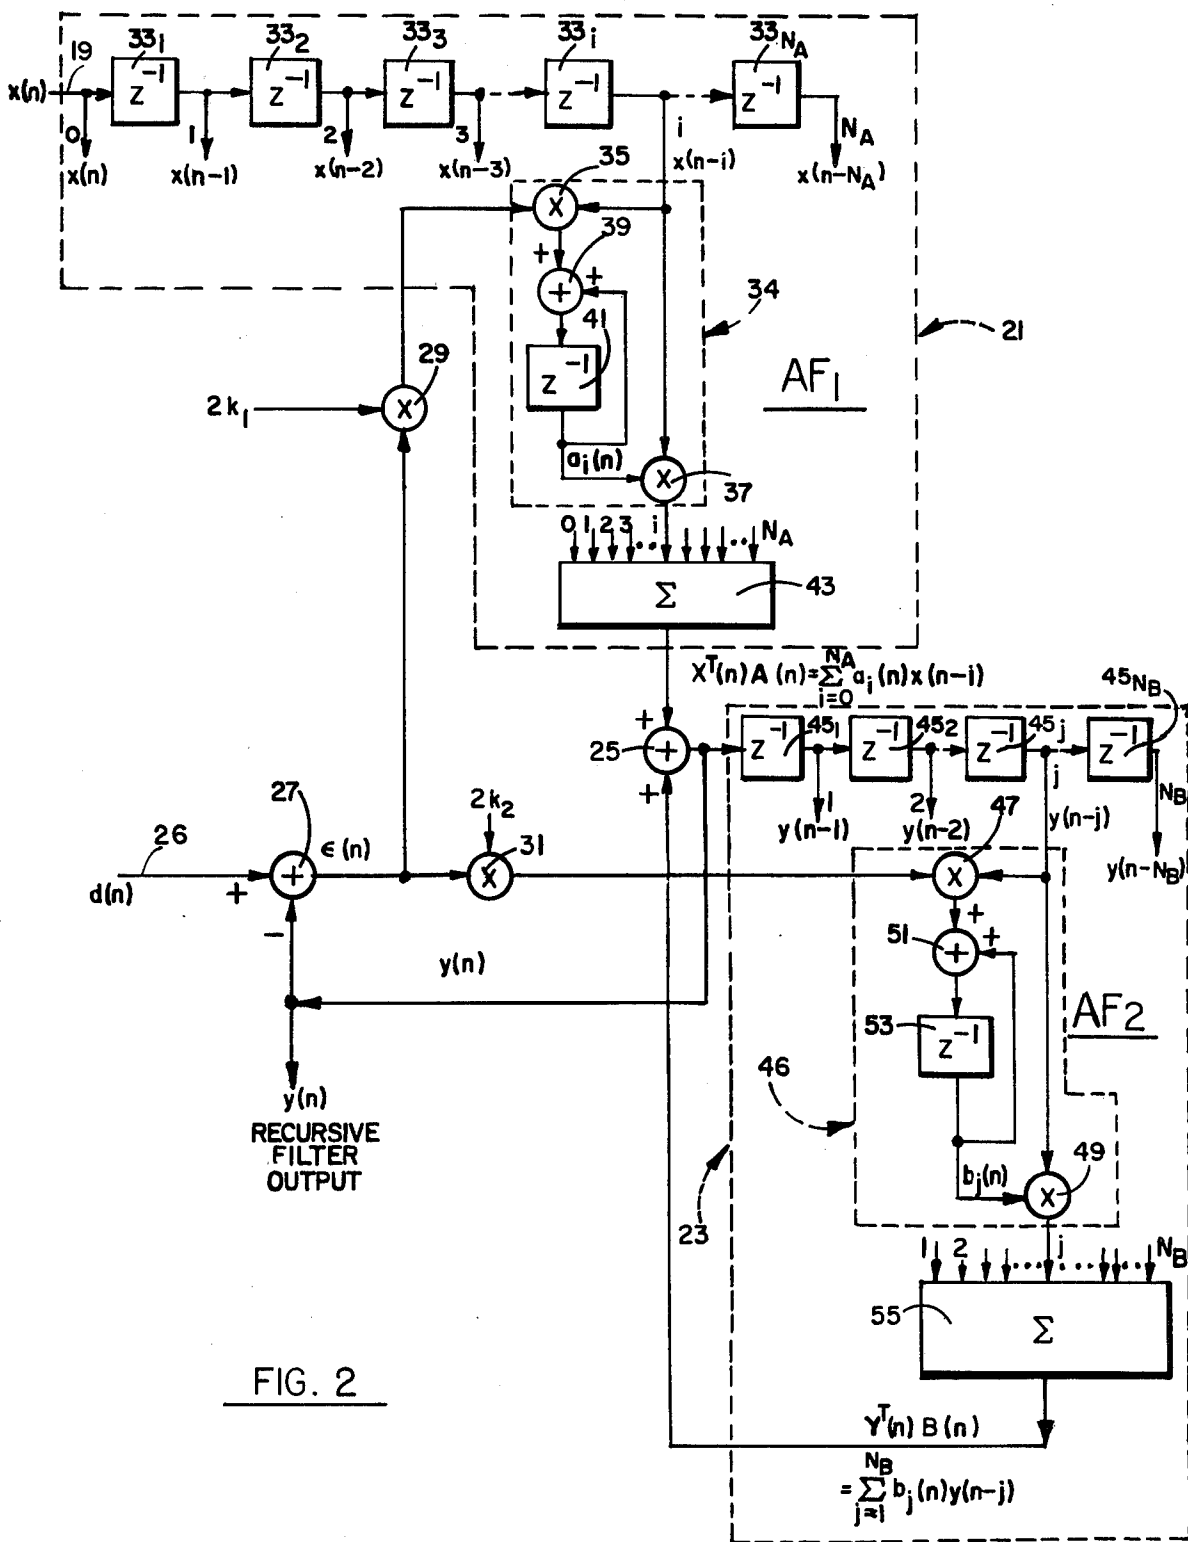 33₁ 33₂ 33₃ 33ᵢ 33N_A
19
x(n) z⁻¹ z⁻¹ z⁻¹ z⁻¹ z⁻¹
0 1 2 3 i N_A
x(n) x(n-1) x(n-2) x(n-3) x(n-i) x(n-N_A)
35
X
39
+ +
+
34
21
41
z⁻¹
29
AF₁
2k₁ X
aᵢ(n)
X
37
0 1 2 3 .. i .. N_A
Σ
43
Xᵀ(n)A(n)=Σ_{i=0}^{N_A} aᵢ(n)x(n-i)
45N_B
+
25 +
+
z⁻¹ 45₁ z⁻¹ 45₂ z⁻¹ 45ⱼ z⁻¹
1 2 j N_B
y(n-1) y(n-2) y(n-j) y(n-N_B)
27
2k₂
47
26
ϵ(n)
31
d(n) + + X X
−
51
+ +
+
y(n)
53
z⁻¹
AF₂
46
y(n)
RECURSIVE
FILTER
OUTPUT
bⱼ(n) X
49
23
1 2 .... j ..... N_B
55
Σ
FIG. 2
Yᵀ(n)B(n)
=Σ_{j=1}^{N_B} bⱼ(n)y(n-j)